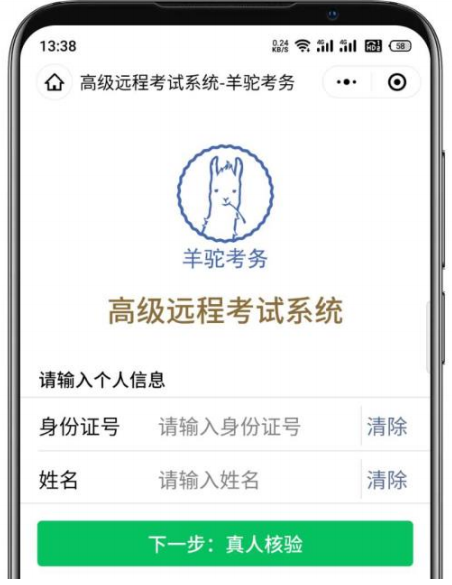 13:38
0.24 KB/S 4G 4G HD2 58
高级远程考试系统-羊驼考务
羊驼考务
高级远程考试系统
请输入个人信息
身份证号 请输入身份证号 清除
姓名 请输入姓名 清除
下一步：真人核验